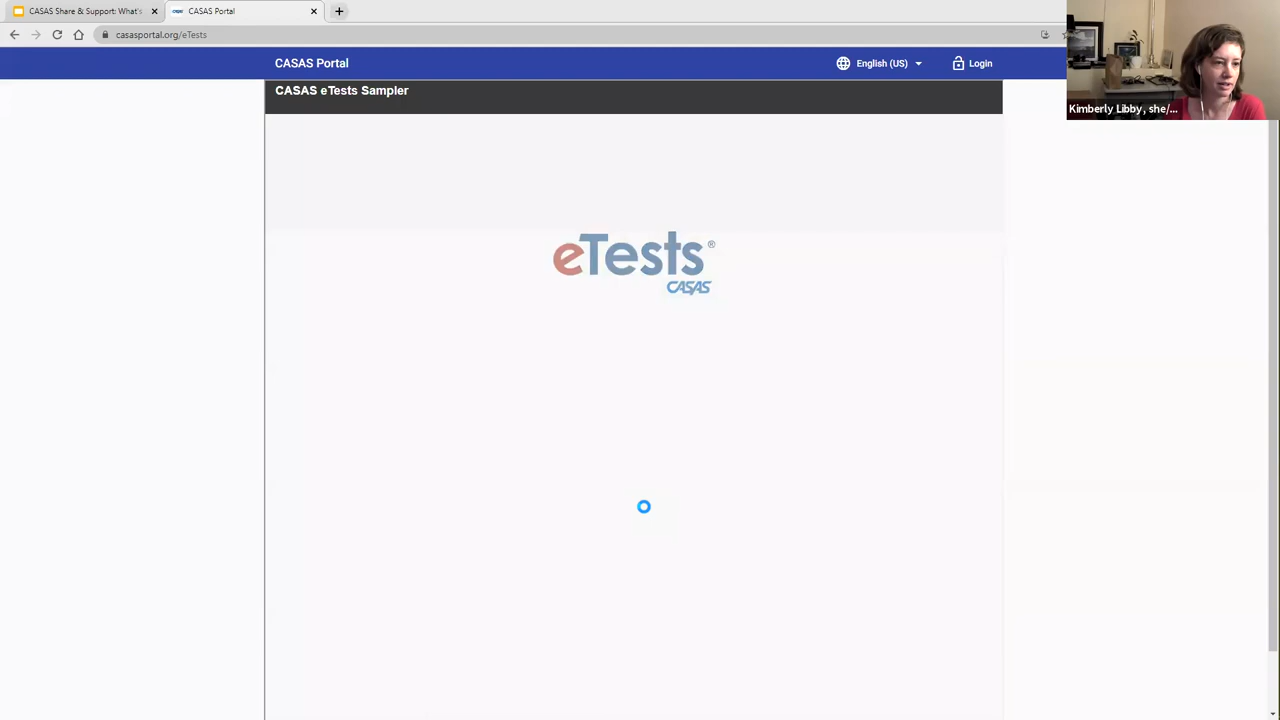 CASAS Share & Support: What's
CASAS Portal
casasportal.org/eTests
CASAS Portal
English (US)
Login
CASAS eTests Sampler
Kimberly Libby, she/...
eTests®
CASAS